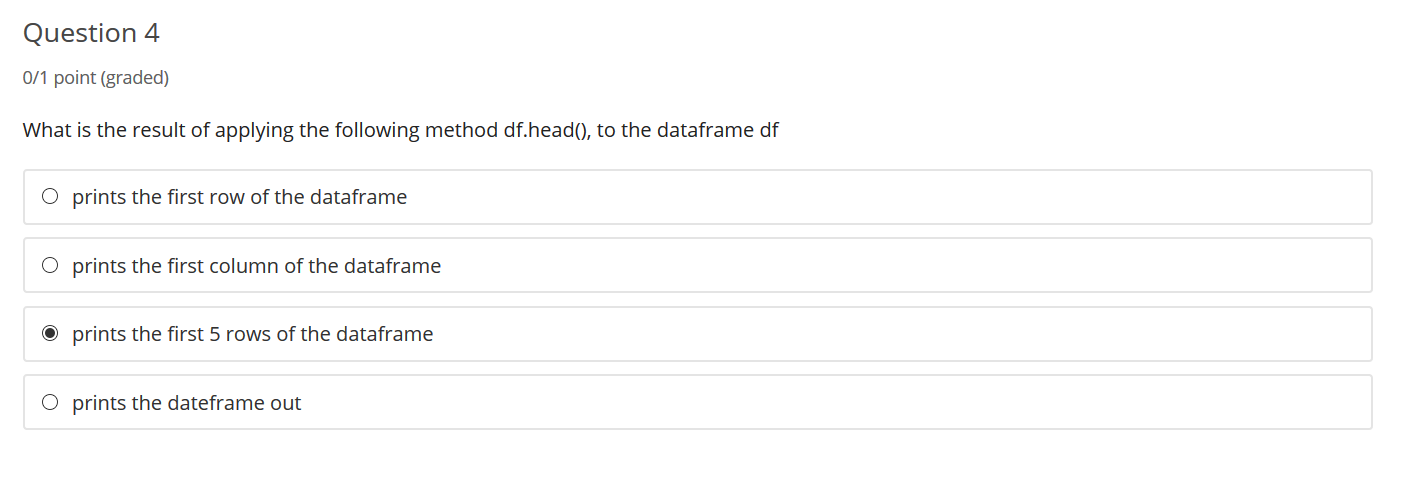 Question 4
0/1 point (graded)
What is the result of applying the following method df.head(), to the dataframe df
prints the first row of the dataframe
prints the first column of the dataframe
prints the first 5 rows of the dataframe
prints the dateframe out